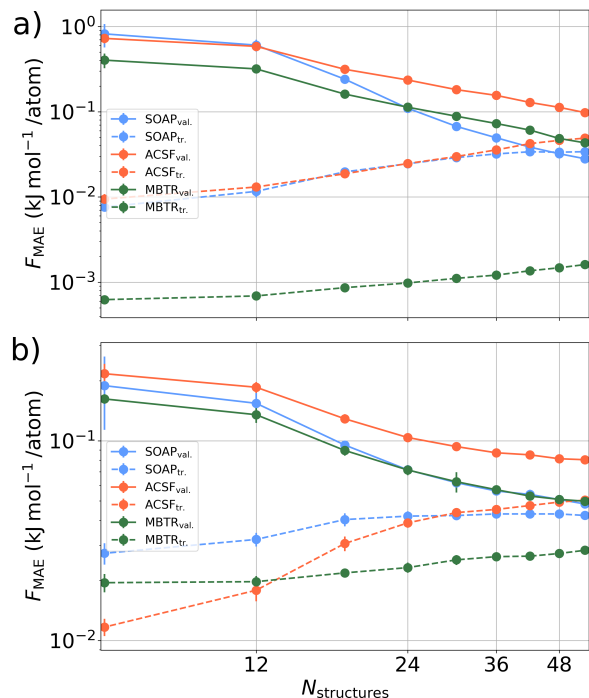 a)
10⁰
10⁻¹
10⁻²
10⁻³
F_MAE (kJ mol⁻¹ /atom)
SOAP_val.
SOAP_tr.
ACSF_val.
ACSF_tr.
MBTR_val.
MBTR_tr.
b)
10⁻¹
10⁻²
F_MAE (kJ mol⁻¹ /atom)
SOAP_val.
SOAP_tr.
ACSF_val.
ACSF_tr.
MBTR_val.
MBTR_tr.
12 24 36 48
N_structures